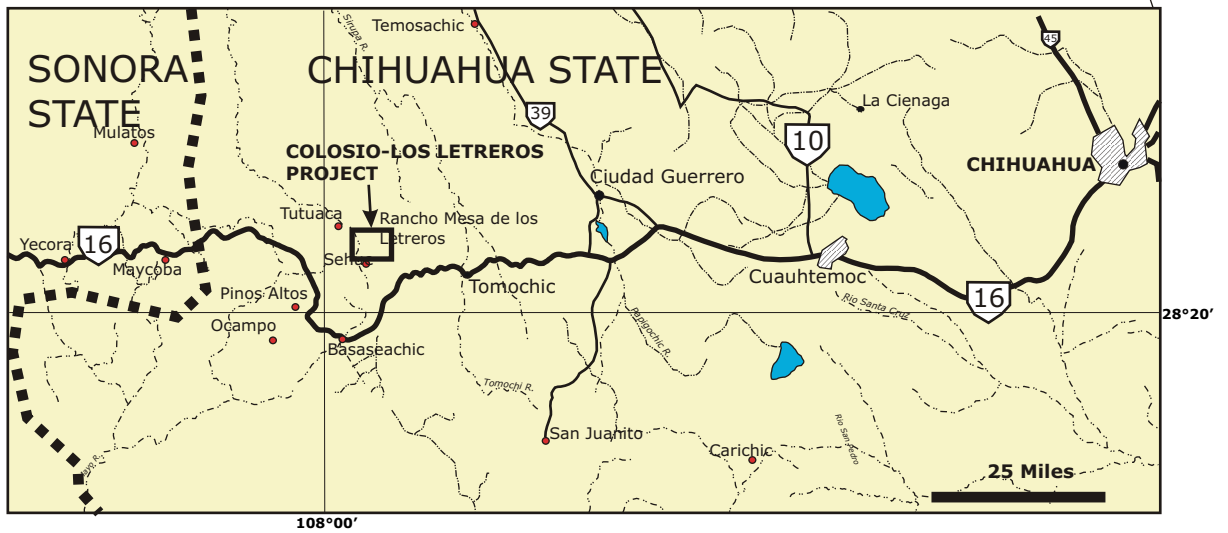 SONORA
STATE
CHIHUAHUA STATE
Sirupa R.
Temosachic
45
39
La Cienaga
Mulatos
10
COLOSIO-LOS LETREROS
PROJECT
CHIHUAHUA
Ciudad Guerrero
Tutuaca
Rancho Mesa de los
Letreros
Yecora
16
Maycoba
Sehue
Tomochic
Cuauhtemoc
Pinos Altos
16
Rio Santa Cruz
28°20’
Ocampo
Papigochic R.
Basaseachic
Tomochi R.
San Juanito
Rio San Pedro
Carichic
Mayo R.
25 Miles
108°00’